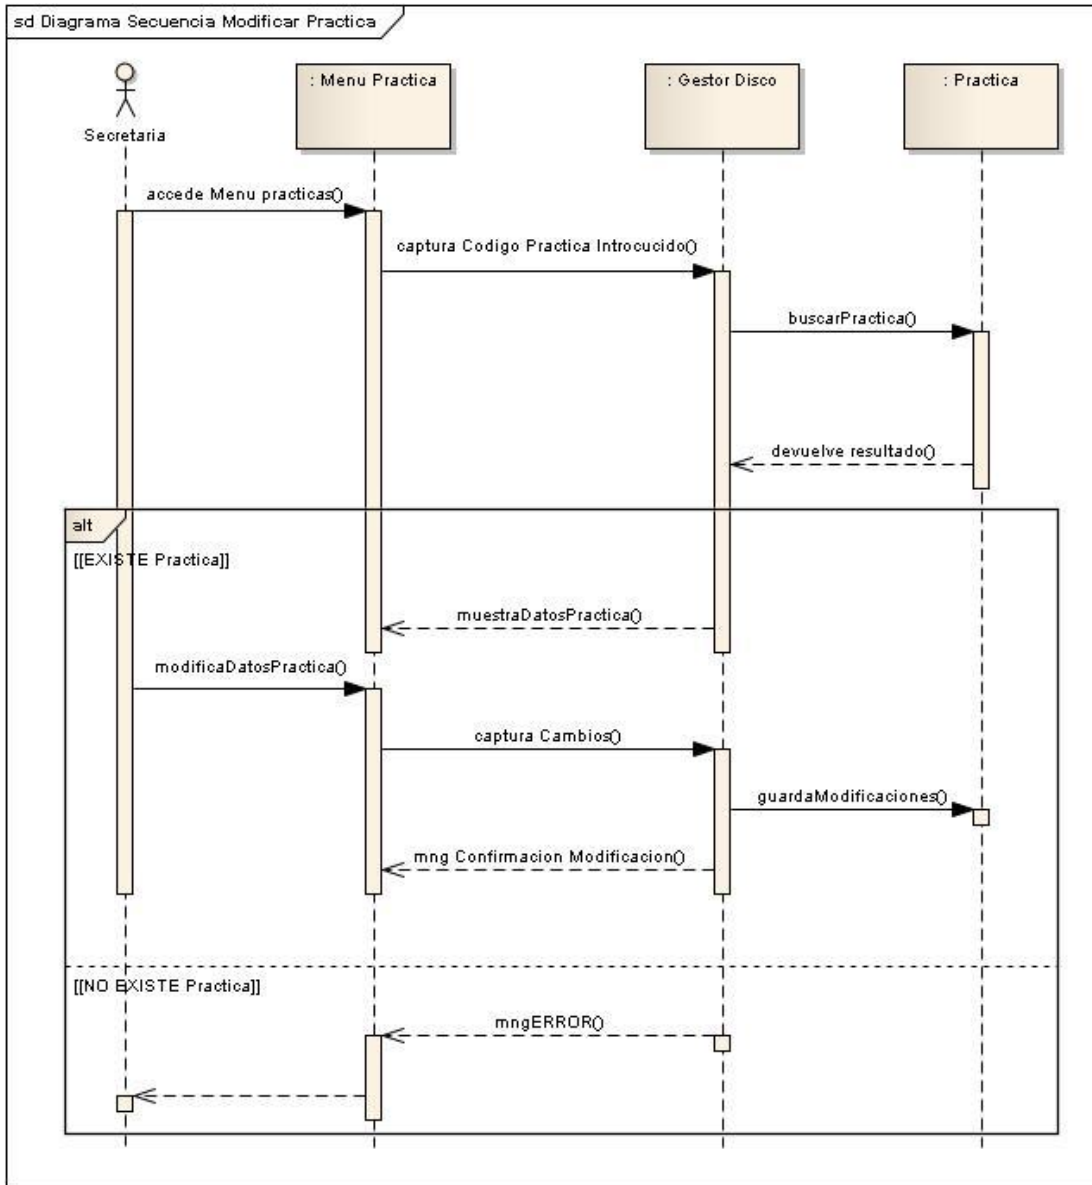 sd Diagrama Secuencia Modificar Practica
Secretaria
: Menu Practica
: Gestor Disco
: Practica
accede Menu practicas()
captura Codigo Practica Introcucido()
buscarPractica()
devuelve resultado()
alt
[[EXISTE Practica]]
muestraDatosPractica()
modificaDatosPractica()
captura Cambios()
guardaModificaciones()
mng Confirmacion Modificacion()
[[NO EXISTE Practica]]
mngERROR()